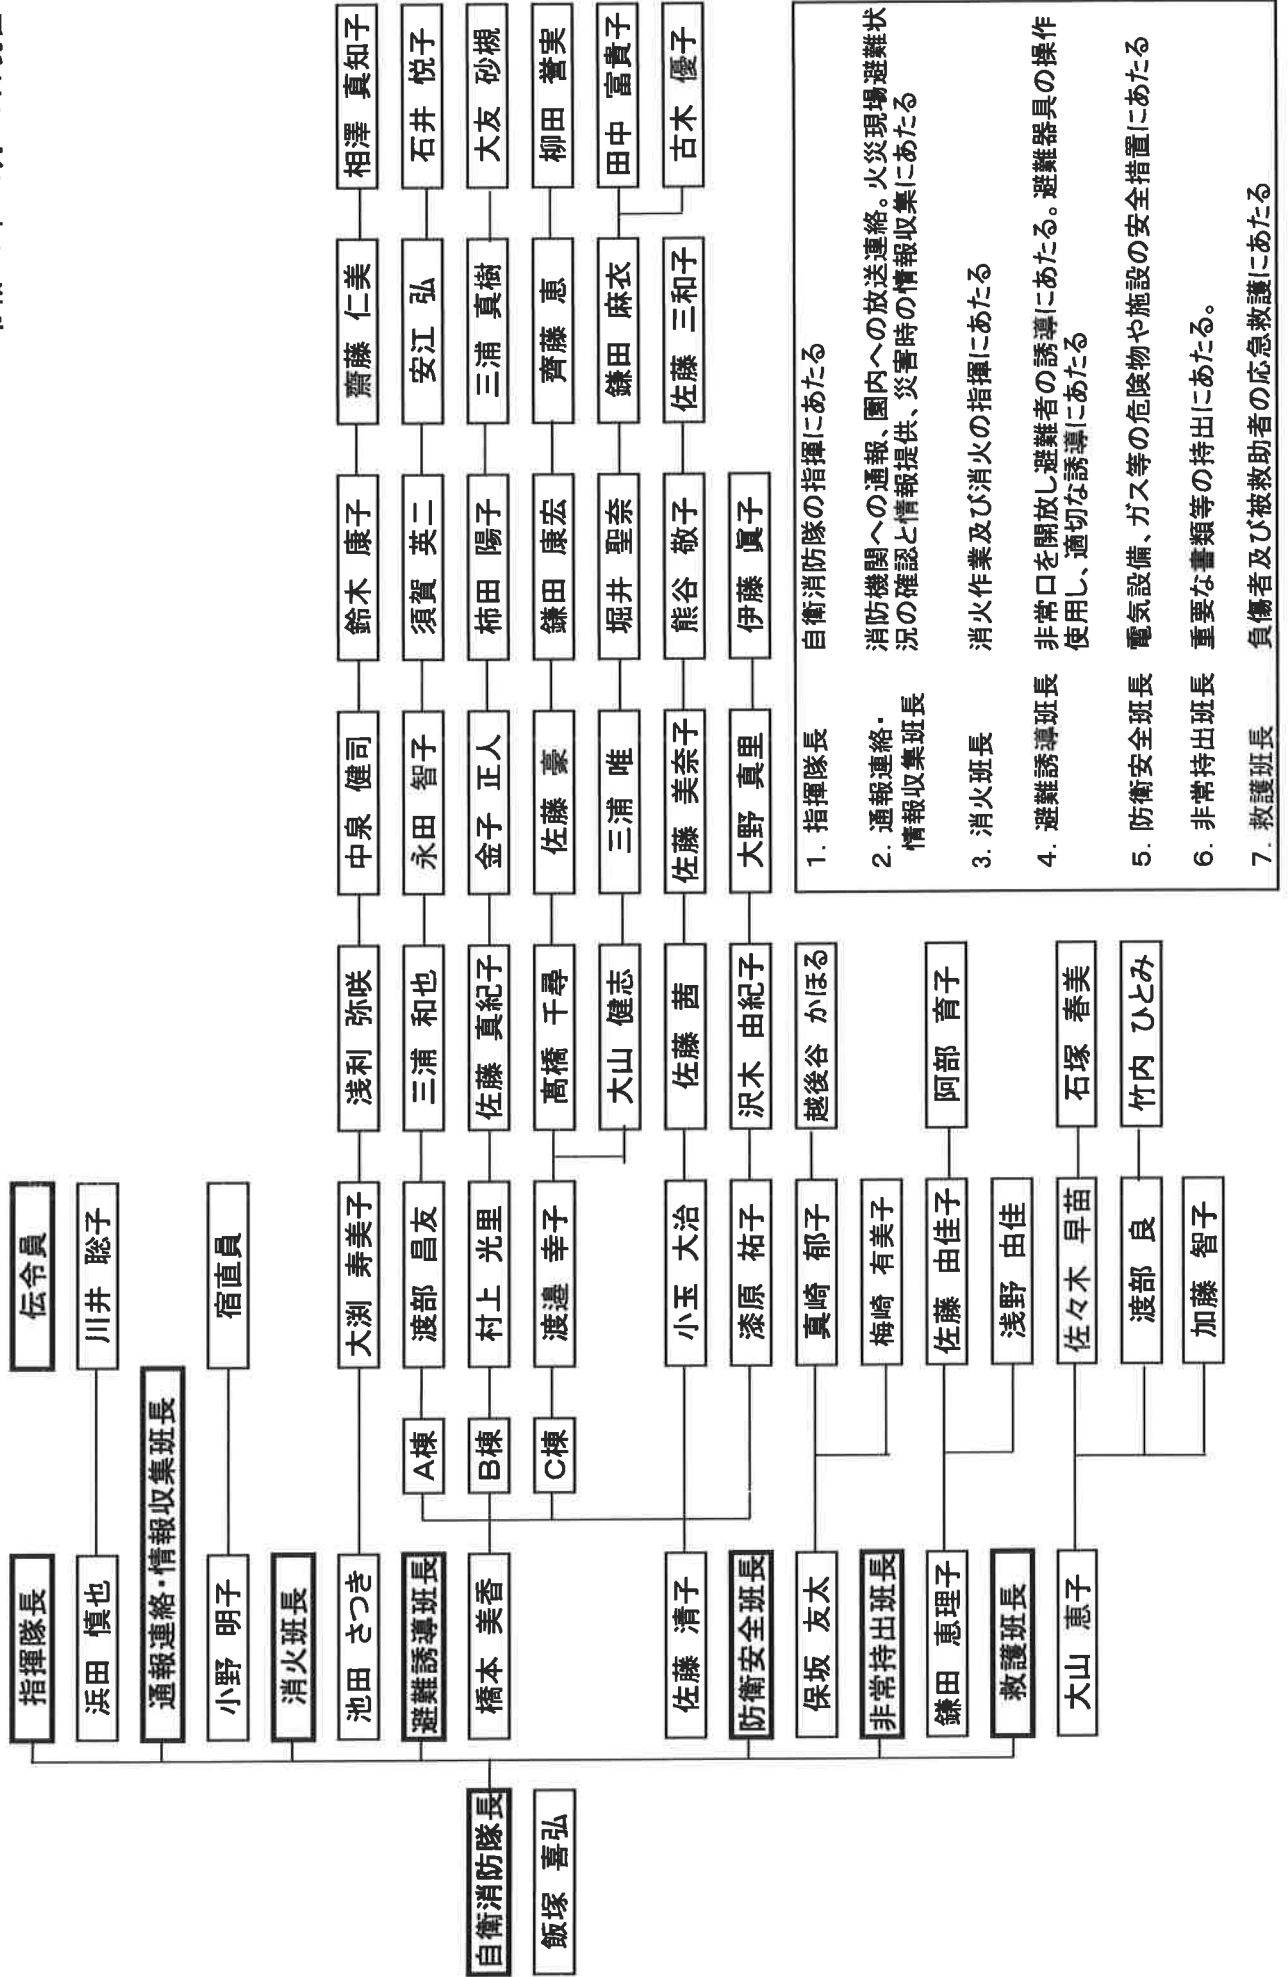 指揮隊長
伝令員
浜田 慎也
川井 聡子
通報連絡・情報収集班長
小野 明子
宿直員
消火班長
池田 さつき
大渕 寿美子
浅利 弥咲
中泉 健司
鈴木 康子
齋藤 仁美
相澤 真知子
避難誘導班長
A棟
渡部 昌友
三浦 和也
永田 智子
須賀 英二
安江 弘
石井 悦子
自衛消防隊長
橋本 美香
B棟
村上 光里
佐藤 真紀子
金子 正人
柿田 陽子
三浦 真樹
大友 砂槻
飯塚 喜弘
C棟
渡邉 幸子
髙橋 千尋
佐藤 豪
鎌田 康宏
齊藤 恵
柳田 誉実
大山 健志
三浦 唯
堀井 聖奈
鎌田 麻衣
田中 富貴子
佐藤 清子
小玉 大治
佐藤 茜
佐藤 美奈子
熊谷 敬子
佐藤 三和子
古木 優子
防衛安全班長
漆原 祐子
沢木 由紀子
大野 真里
伊藤 眞子
保坂 友太
真崎 郁子
越後谷 かほる
非常持出班長
梅崎 有美子
鎌田 恵理子
佐藤 由佳子
阿部 育子
救護班長
浅野 由佳
大山 恵子
佐々木 早苗
石塚 春美
渡部 良
竹内 ひとみ
加藤 智子
1. 指揮隊長 自衛消防隊の指揮にあたる
2. 通報連絡・ 消防機関への通報、園内への放送連絡。火災現場避難状
情報収集班長 況の確認と情報提供、災害時の情報収集にあたる
3. 消火班長 消火作業及び消火の指揮にあたる
4. 避難誘導班長 非常口を開放し避難者の誘導にあたる。避難器具の操作
使用し、適切な誘導にあたる
5. 防衛安全班長 電気設備、ガス等の危険物や施設の安全措置にあたる
6. 非常持出班長 重要な書類等の持出にあたる。
7. 救護班長 負傷者及び被救助者の応急救護にあたる